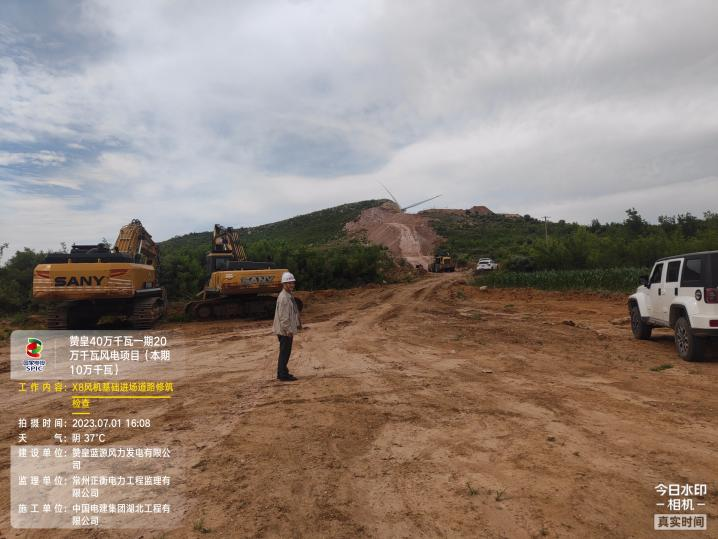 SANY
SANY
国家电投
SPIC
赞皇40万千瓦一期20
万千瓦风电项目（本期
10万千瓦）
工作内容：X8风机基础进场道路修筑
检查
拍摄时间：2023.07.01 16:08
天气：阴 37℃
建设单位：赞皇蓝源风力发电有限公
司
监理单位：常州正衡电力工程监理有
限公司
施工单位：中国电建集团湖北工程有
限公司
今日水印
-相机-
真实时间